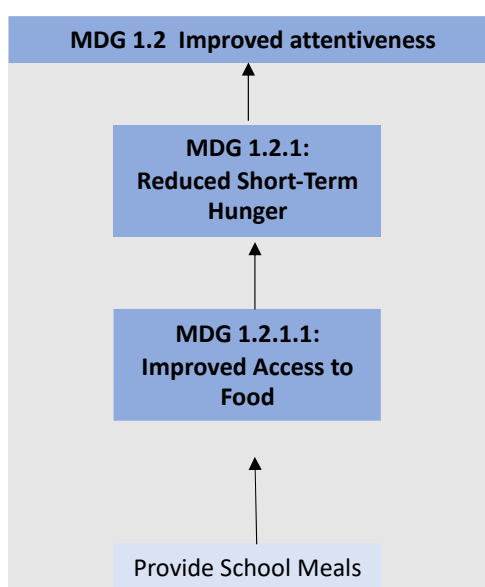 MDG 1.2  Improved attentiveness
MDG 1.2.1:
Reduced Short-Term
Hunger
MDG 1.2.1.1:
Improved Access to
Food
Provide School Meals